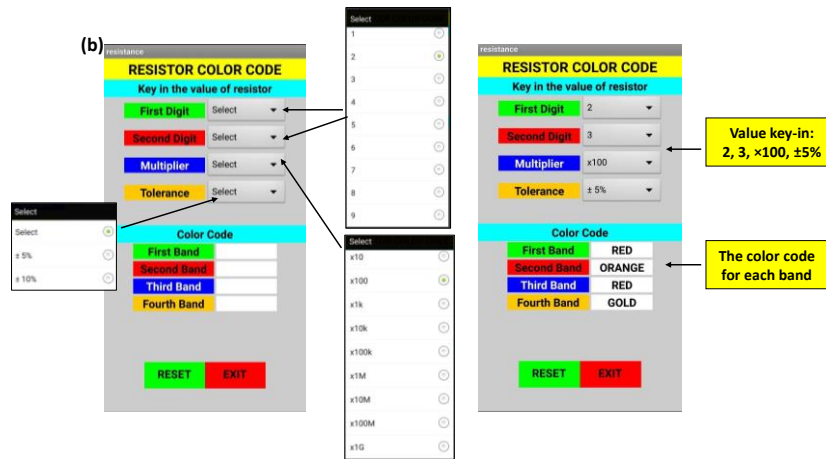 (b)
resistance
RESISTOR COLOR CODE
Key in the value of resistor
First Digit Select
Second Digit Select
Multiplier Select
Tolerance Select
Color Code
First Band
Second Band
Third Band
Fourth Band
RESET EXIT
Select
Select
± 5%
± 10%
Select
1
2
3
4
5
6
7
8
9
Select
x10
x100
x1k
x10k
x100k
x1M
x10M
x100M
x1G
resistance
RESISTOR COLOR CODE
Key in the value of resistor
First Digit 2
Second Digit 3
Multiplier x100
Tolerance ± 5%
Color Code
First Band RED
Second Band ORANGE
Third Band RED
Fourth Band GOLD
RESET EXIT
Value key-in:
2, 3, ×100, ±5%
The color code
for each band